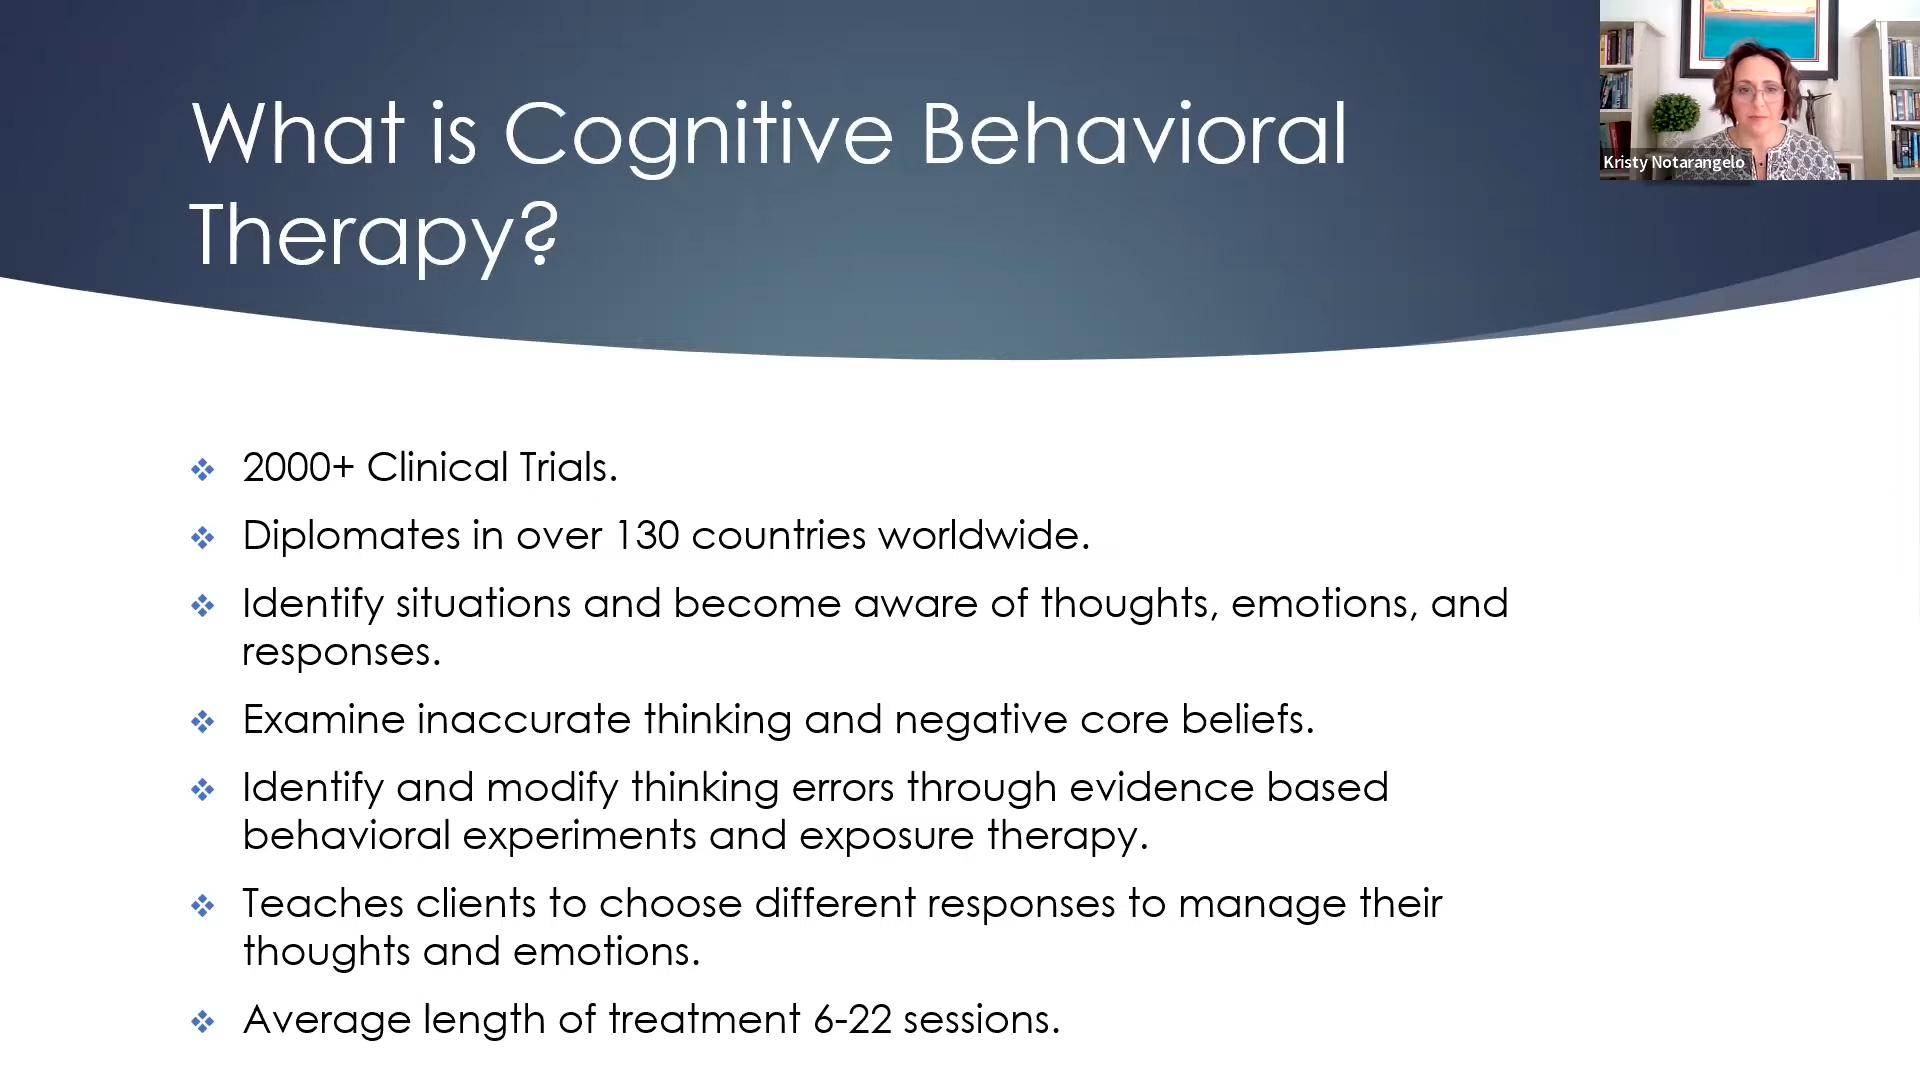 What is Cognitive Behavioral
Therapy?
Kristy Notarangelo
2000+ Clinical Trials.
Diplomates in over 130 countries worldwide.
Identify situations and become aware of thoughts, emotions, and
responses.
Examine inaccurate thinking and negative core beliefs.
Identify and modify thinking errors through evidence based
behavioral experiments and exposure therapy.
Teaches clients to choose different responses to manage their
thoughts and emotions.
Average length of treatment 6-22 sessions.